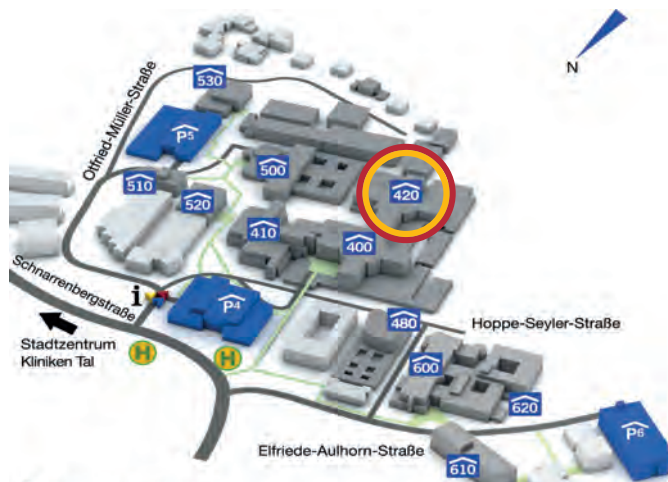 N
530
Otfried-Müller-Straße
P5
500
420
510
520
410
400
Schnarrenbergstraße
i
P4
480
Hoppe-Seyler-Straße
Stadtzentrum
Kliniken Tal
H
H
600
620
P6
Elfriede-Aulhorn-Straße
610